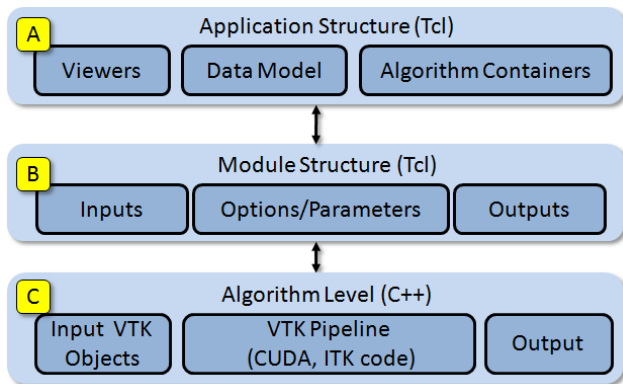 A
Application Structure (Tcl)
Viewers
Data Model
Algorithm Containers
B
Module Structure (Tcl)
Inputs
Options/Parameters
Outputs
C
Algorithm Level (C++)
Input VTK
Objects
VTK Pipeline
(CUDA, ITK code)
Output